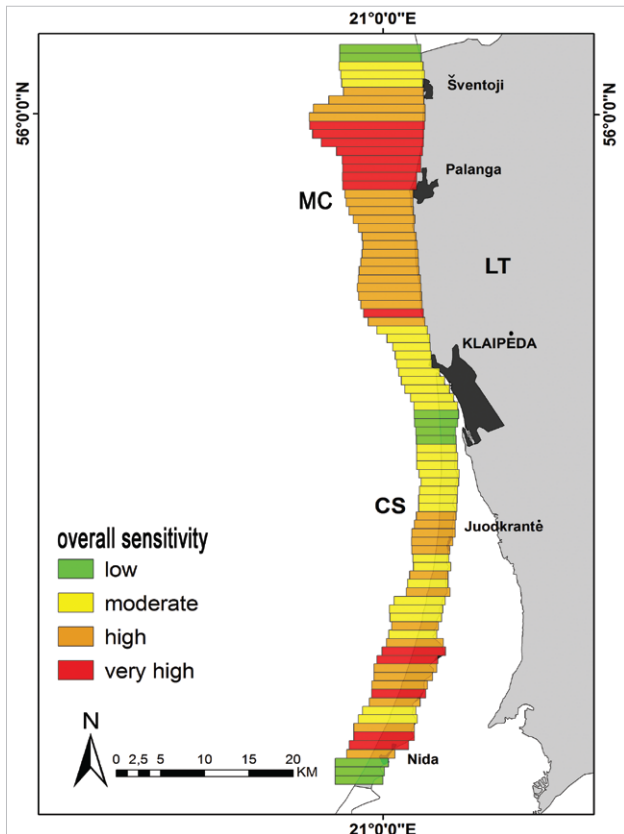 21°0'0"E
56°0'0"N
56°0'0"N
Šventoji
Palanga
MC
LT
KLAIPĖDA
CS
Juodkrantė
overall sensitivity
low
moderate
high
very high
N
0 2,5 5 10 15 20
KM
Nida
21°0'0"E